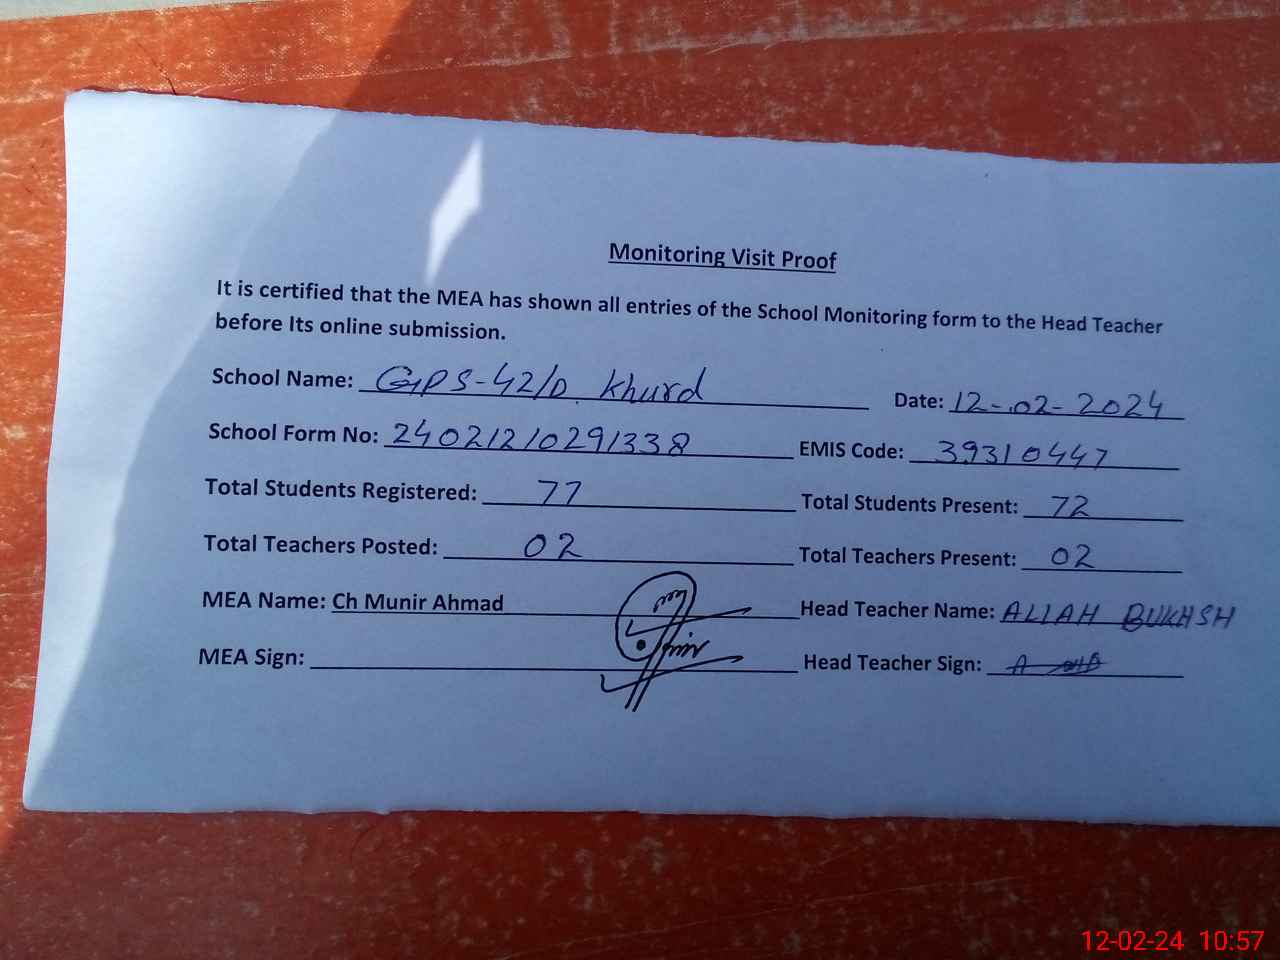 Monitoring Visit Proof
It is certified that the MEA has shown all entries of the School Monitoring form to the Head Teacher
before Its online submission.
School Name: GPS-42/D. Khurd Date: 12-02-2024
School Form No: 24021210291338 EMIS Code: 39310447
Total Students Registered: 77 Total Students Present: 72
Total Teachers Posted: 02 Total Teachers Present: 02
MEA Name: Ch Munir Ahmad Head Teacher Name: ALLAH BUKHSH
MEA Sign: Head Teacher Sign:
12-02-24 10:57